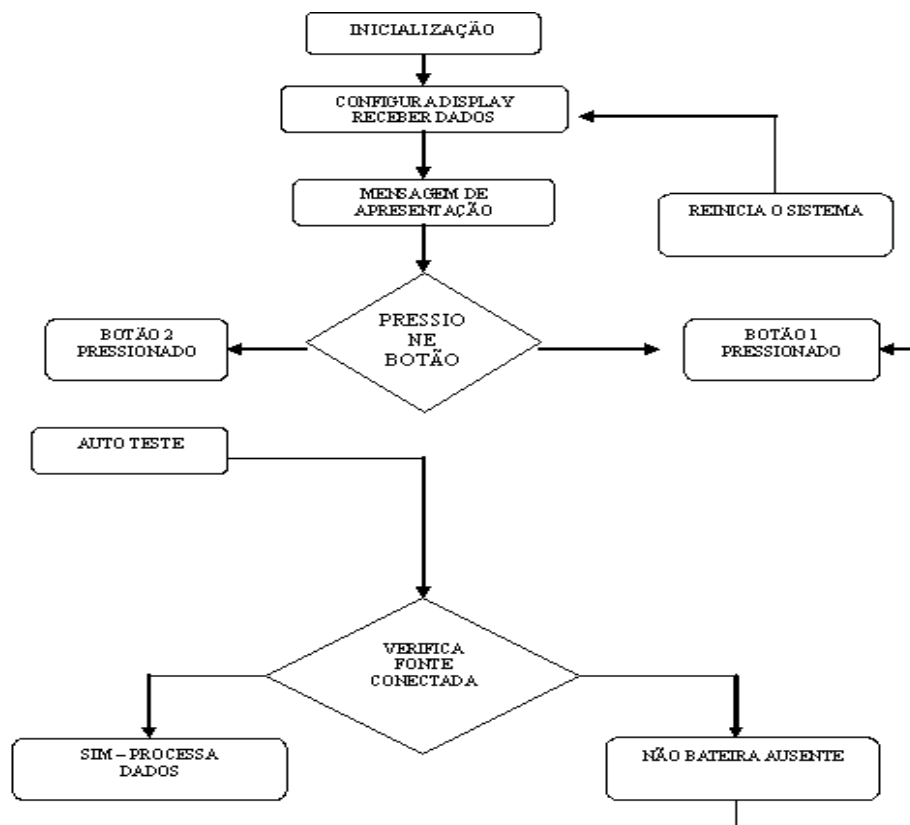 INICIALIZAÇÃO
CONFIGURA DISPLAY
RECEBER DADOS
MENSAGEM DE
APRESENTAÇÃO
REINICIA O SISTEMA
PRESSIO
NE
BOTÃO
BOTÃO 2
PRESSIONADO
BOTÃO 1
PRESSIONADO
AUTO TESTE
VERIFICA
FONTE
CONECTADA
SIM – PROCESSA
DADOS
NÃO BATEIRA AUSENTE